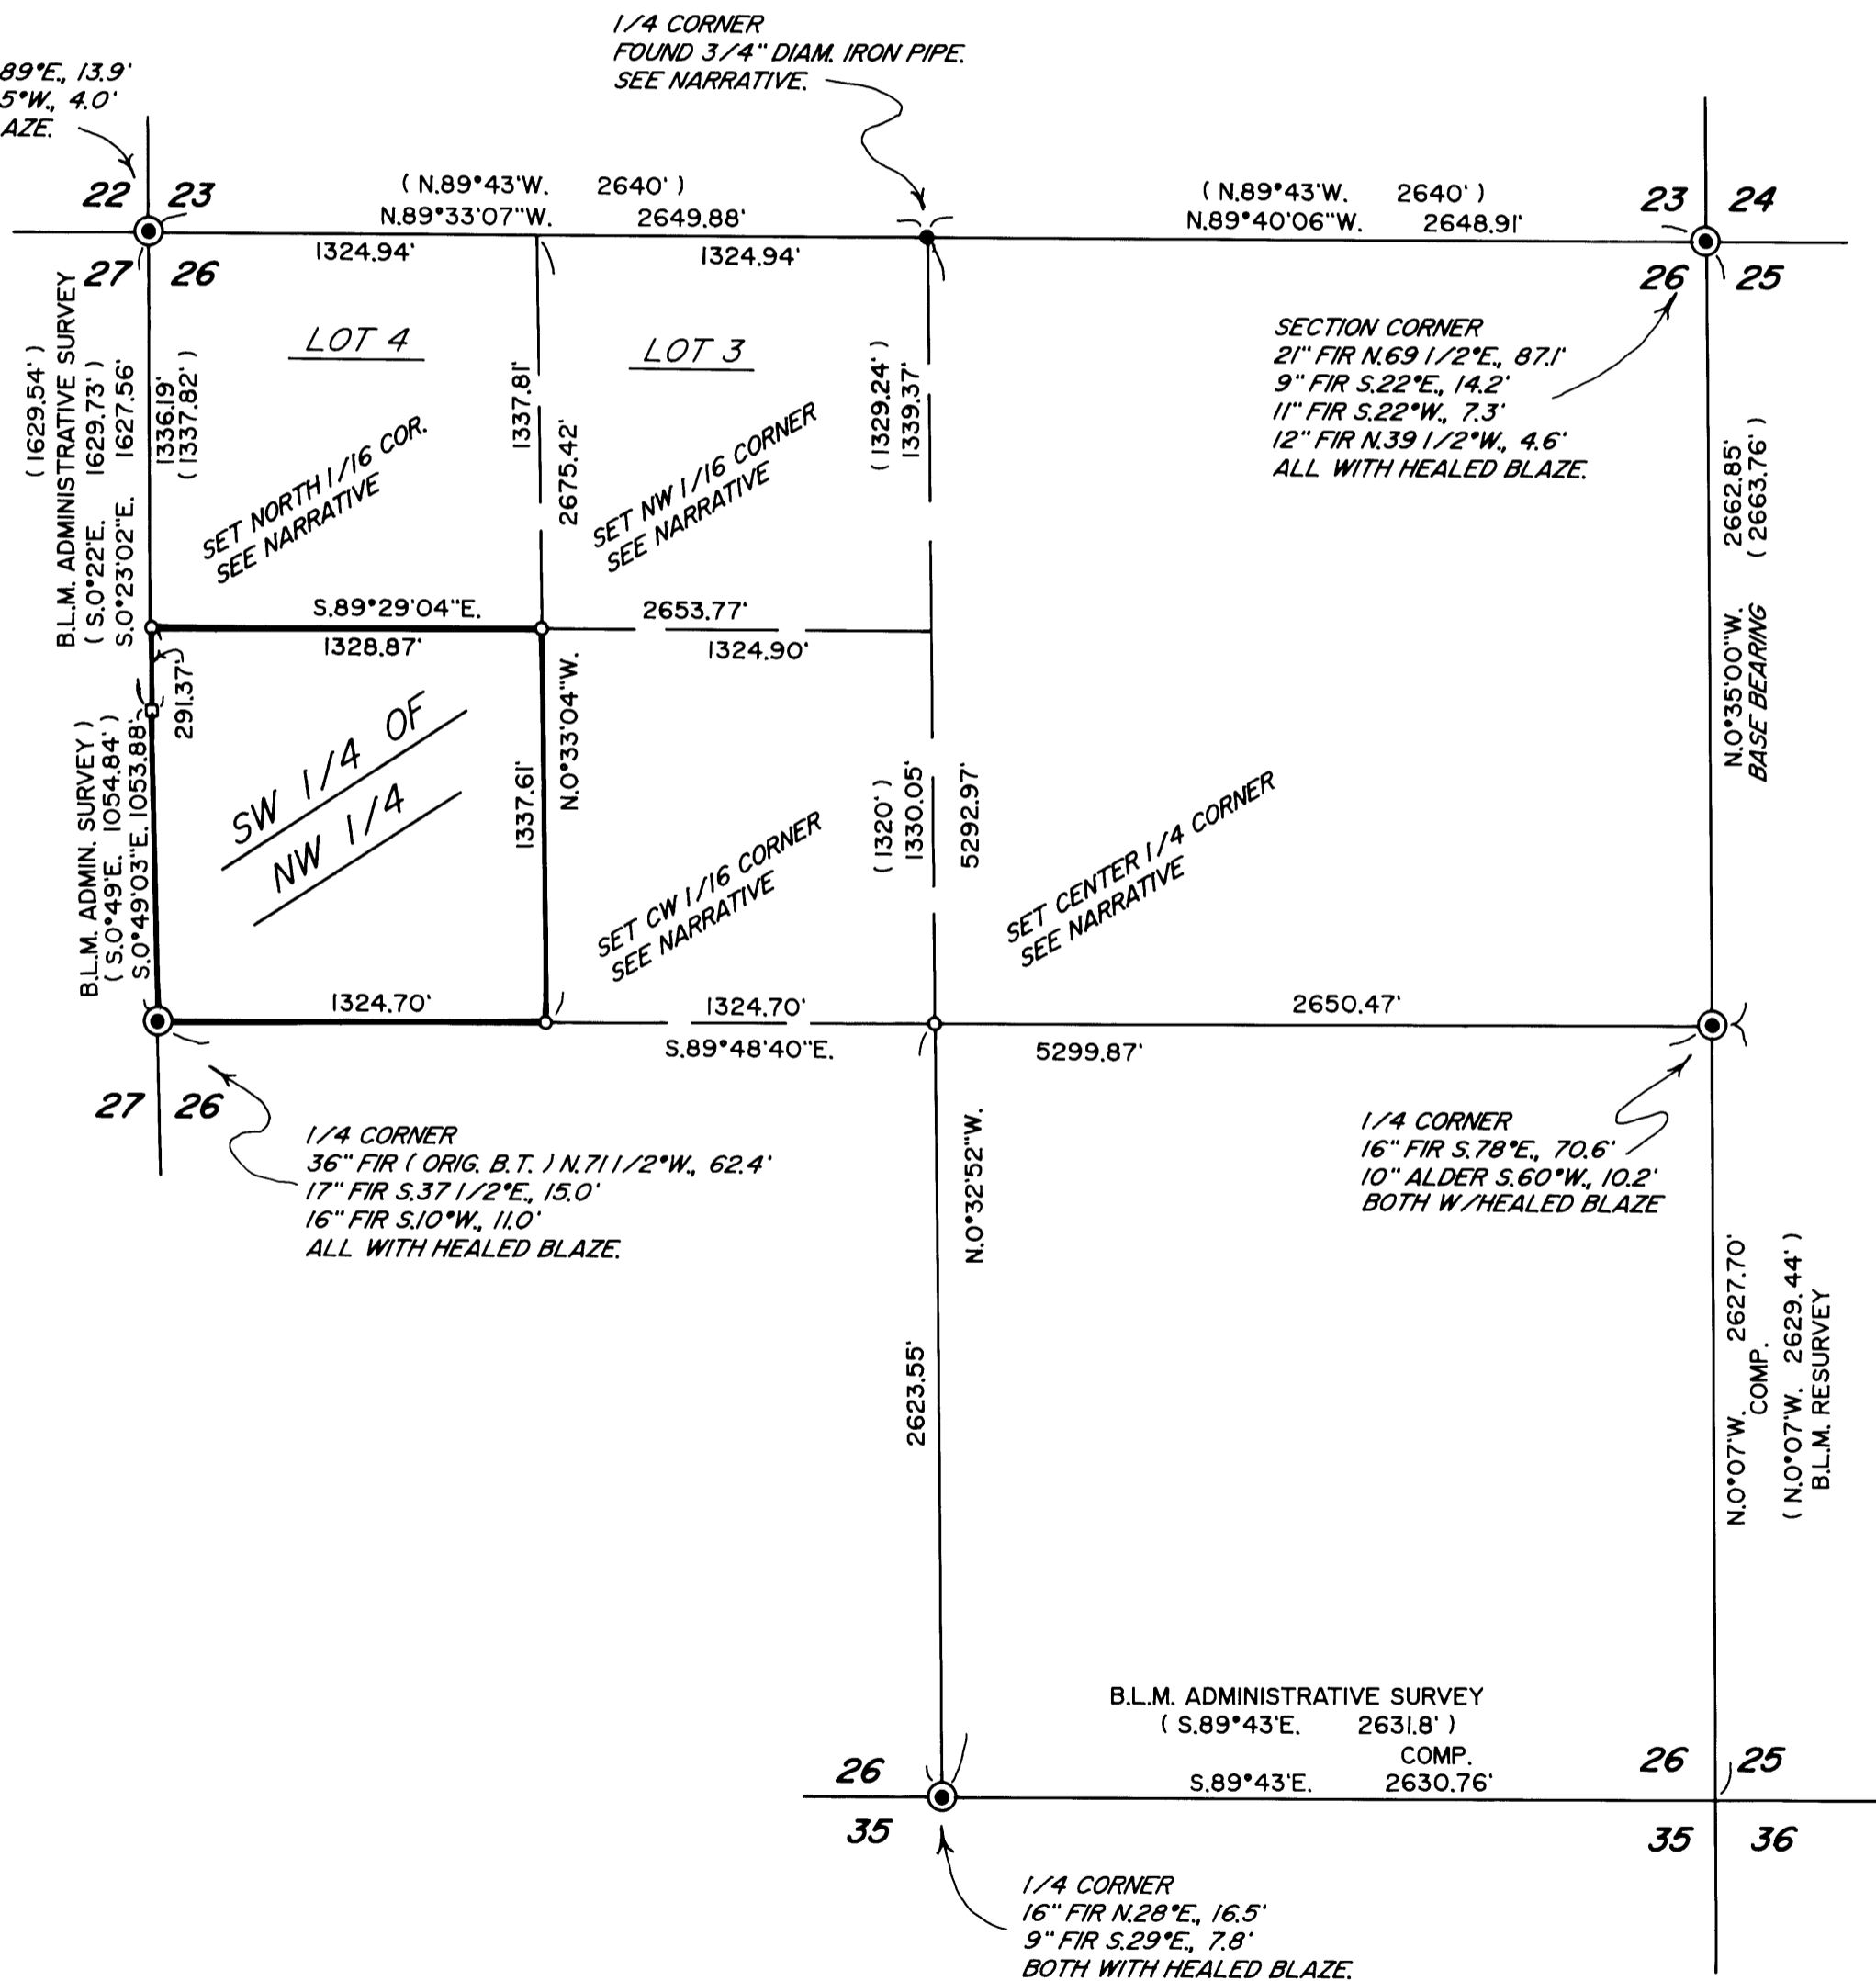 1/4 CORNER
FOUND 3/4" DIAM. IRON PIPE.
SEE NARRATIVE.
89°E., 13.9'
5°W., 4.0'
AZE.
22 23
27 26
( N.89°43'W. 2640' )
N.89°33'07"W. 2649.88'
1324.94'
1324.94'
( N.89°43'W. 2640' )
N.89°40'06"W. 2648.91'
23 24
26 25
SECTION CORNER
21" FIR N.69 1/2°E., 87.1'
9" FIR S.22°E., 14.2'
11" FIR S.22°W., 7.3'
12" FIR N.39 1/2°W., 4.6'
ALL WITH HEALED BLAZE.
(1629.54')
B.L.M. ADMINISTRATIVE SURVEY
( S.0°22'E. 1629.73' )
S.0°23'02"E. 1627.56'
1336.19'
(1337.82' )
LOT 4
LOT 3
1337.81'
2675.42'
(1329.24' )
1339.37'
SET NORTH 1/16 COR.
SEE NARRATIVE
SET NW 1/16 CORNER
SEE NARRATIVE
2662.85'
( 2663.76' )
N.0°35'00"W.
BASE BEARING
S.89°29'04"E.
2653.77'
1328.87'
1324.90'
291.37'
B.L.M. ADMIN. SURVEY )
( S.0°49'E. 1054.84' )
S.0°49'03"E. 1053.88'
SW 1/4 OF
NW 1/4
1337.61'
N.0°33'04"W.
(1320' )
1330.05'
5292.97'
SET CW 1/16 CORNER
SEE NARRATIVE
SET CENTER 1/4 CORNER
SEE NARRATIVE
1324.70'
1324.70'
2650.47'
S.89°48'40"E.
5299.87'
27 26
1/4 CORNER
36" FIR ( ORIG. B.T. ) N.71 1/2°W., 62.4'
17" FIR S.37 1/2°E., 15.0'
16" FIR S.10°W., 11.0'
ALL WITH HEALED BLAZE.
1/4 CORNER
16" FIR S.78°E., 70.6'
10" ALDER S.60°W., 10.2'
BOTH W/HEALED BLAZE
N.0°32'52"W.
2623.55'
N.0°07'W. 2627.70'
COMP.
( N.0°07'W. 2629.44' )
B.L.M. RESURVEY
B.L.M. ADMINISTRATIVE SURVEY
( S.89°43'E. 2631.8' )
COMP.
S.89°43'E. 2630.76'
26
35
26 25
35 36
1/4 CORNER
16" FIR N.28°E., 16.5'
9" FIR S.29°E., 7.8'
BOTH WITH HEALED BLAZE.